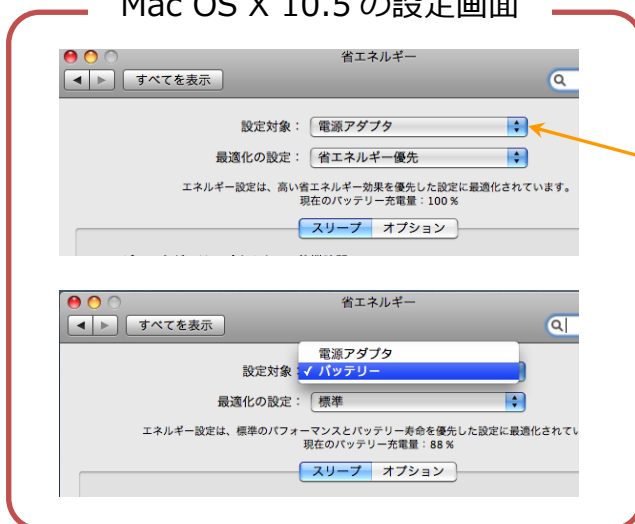 Mac OS X 10.5 の設定画面
省エネルギー
すべてを表示
設定対象： 電源アダプタ
最適化の設定： 省エネルギー優先
エネルギー設定は、高い省エネルギー効果を優先した設定に最適化されています。
現在のバッテリー充電量：100 %
スリープ オプション
省エネルギー
すべてを表示
電源アダプタ
設定対象： ✓ バッテリー
最適化の設定： 標準
エネルギー設定は、標準のパフォーマンスとバッテリー寿命を優先した設定に最適化されてい
現在のバッテリー充電量：88 %
スリープ オプション